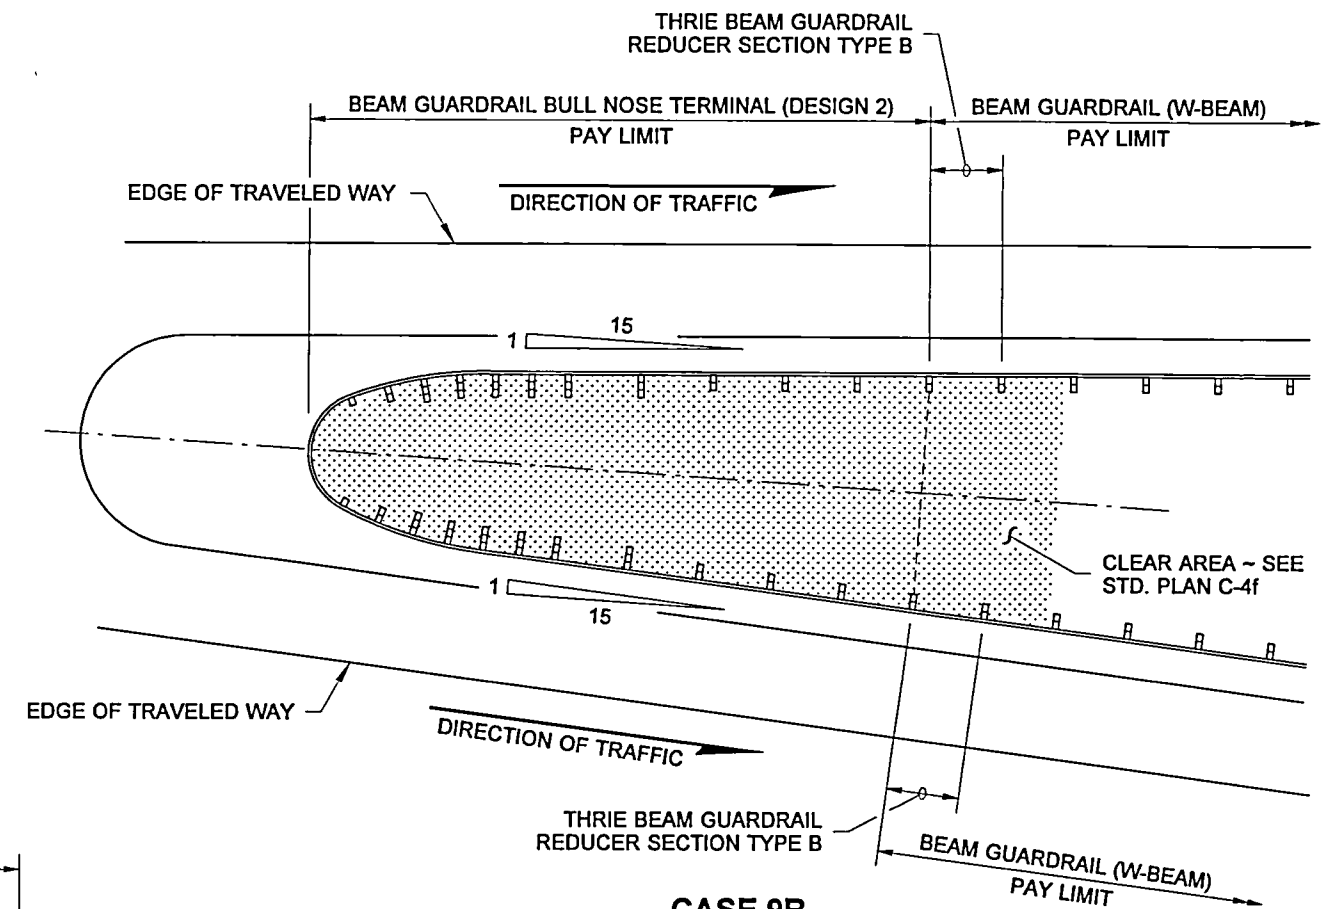 THRIE BEAM GUARDRAIL
REDUCER SECTION TYPE B
BEAM GUARDRAIL BULL NOSE TERMINAL (DESIGN 2)
PAY LIMIT
BEAM GUARDRAIL (W-BEAM)
PAY LIMIT
EDGE OF TRAVELED WAY
DIRECTION OF TRAFFIC
15
1
CLEAR AREA ~ SEE
STD. PLAN C-4f
1
15
EDGE OF TRAVELED WAY
DIRECTION OF TRAFFIC
THRIE BEAM GUARDRAIL
REDUCER SECTION TYPE B
BEAM GUARDRAIL (W-BEAM)
PAY LIMIT